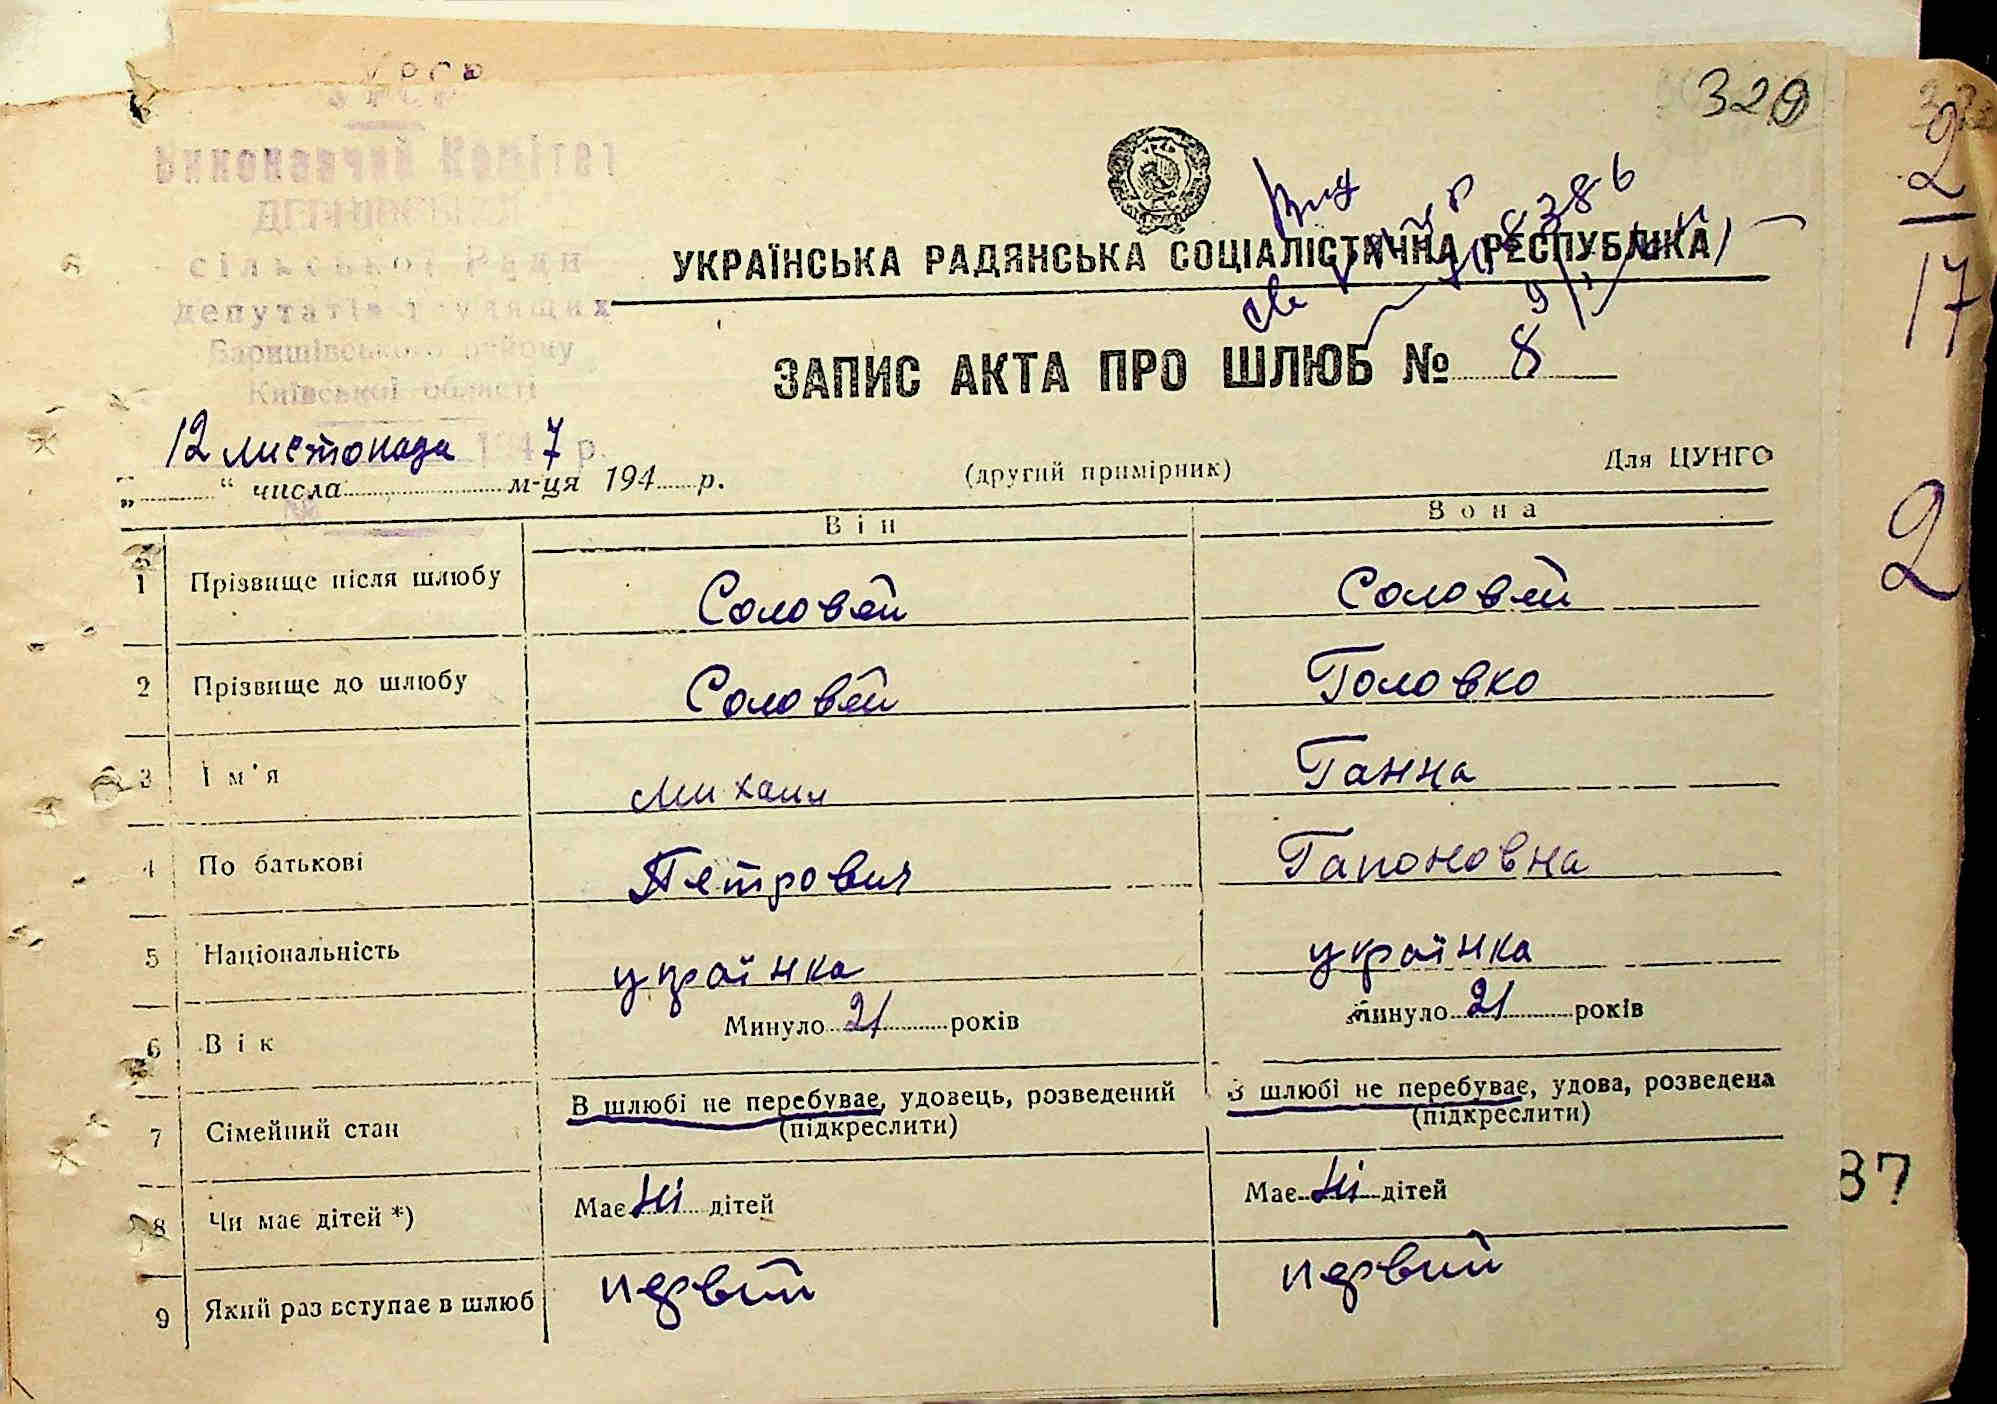 УРСР
Виконавчий Комітет
сільської Ради
депутатів трудящих
Баришівського району
Київської області
320
2
17
2
37
УКРАЇНСЬКА РАДЯНСЬКА СОЦІАЛІСТИЧНА РЕСПУБЛІКА
ЗАПИС АКТА ПРО ШЛЮБ № 8
12 листопада 1947 р.
„ “ числа м-ця 194 р. (другий примірник) Для ЦУНГО
Він Вона
1 Прізвище після шлюбу Соловей Соловей
2 Прізвище до шлюбу Соловей Головко
3 Ім'я Михаил Ганна
4 По батькові Петрович Гапоновна
5 Національність українка українка
6 Вік Минуло 21 років Минуло 21 років
7 Сімейний стан В шлюбі не перебуває, удовець, розведений В шлюбі не перебуває, удова, розведена
(підкреслити) (підкреслити)
8 Чи має дітей *) Має ні дітей Має ні дітей
9 Який раз вступає в шлюб первий первий